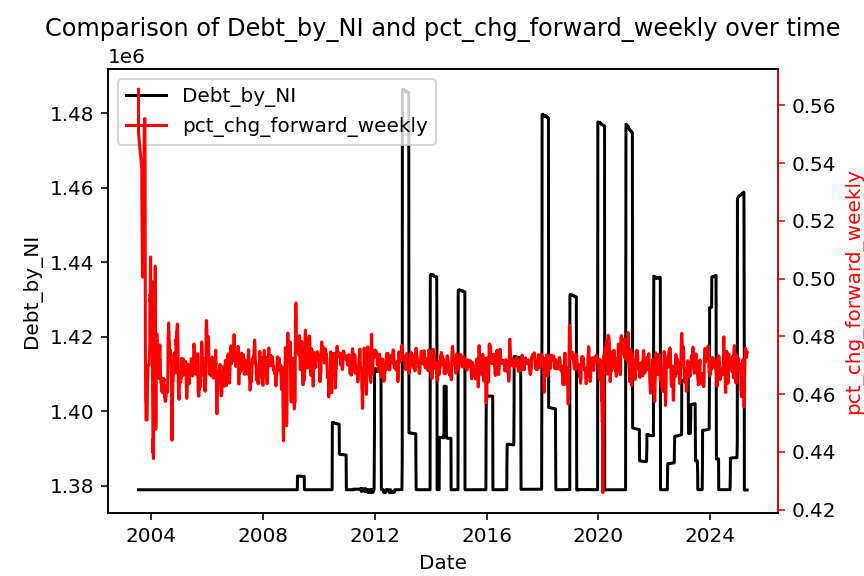 Comparison of Debt_by_NI and pct_chg_forward_weekly over time
1e6
Debt_by_NI
pct_chg_forward_weekly
1.48
1.46
1.44
1.42
1.40
1.38
Debt_by_NI
0.56
0.54
0.52
0.50
0.48
0.46
0.44
0.42
pct_chg_forward_weekly
2004
2008
2012
2016
2020
2024
Date